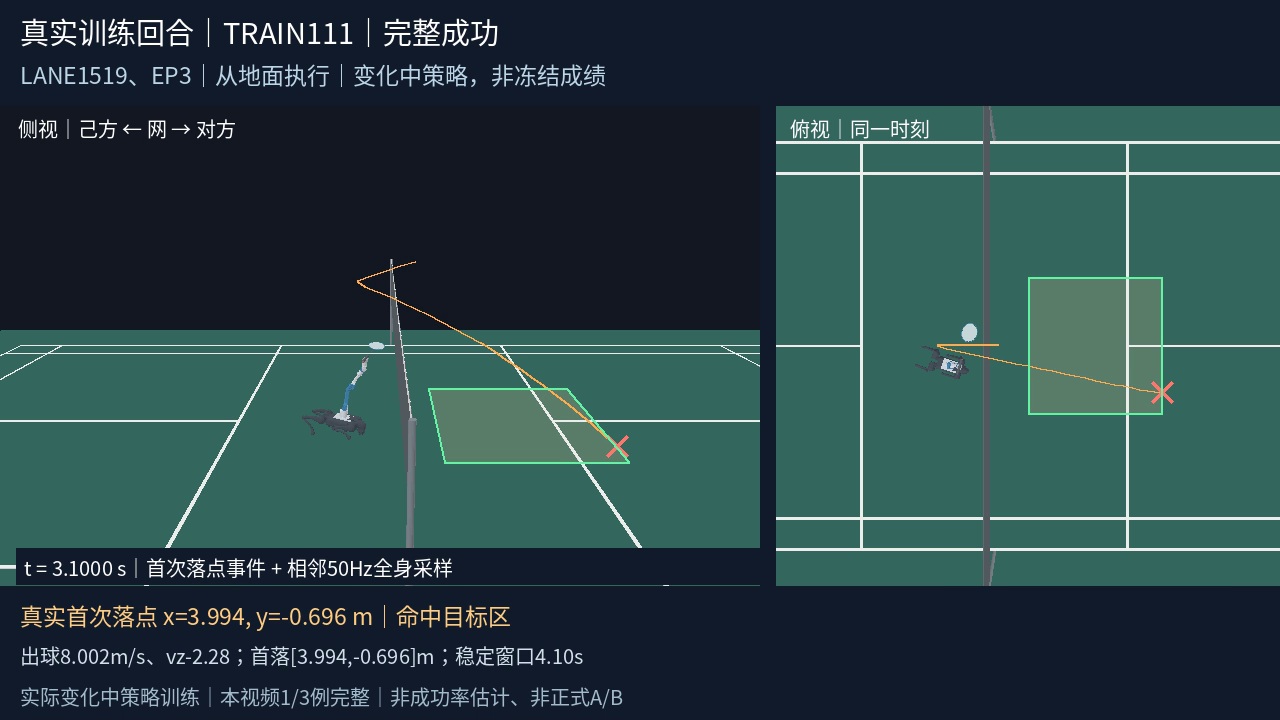 真实训练回合｜TRAIN111｜完整成功
LANE1519、EP3｜从地面执行｜变化中策略，非冻结成绩
侧视｜己方 ← 网 → 对方
俯视｜同一时刻
t = 3.1000 s｜首次落点事件 + 相邻50Hz全身采样
真实首次落点 x=3.994, y=-0.696 m｜命中目标区
出球8.002m/s、vz-2.28；首落[3.994,-0.696]m；稳定窗口4.10s
实际变化中策略训练｜本视频1/3例完整｜非成功率估计、非正式A/B